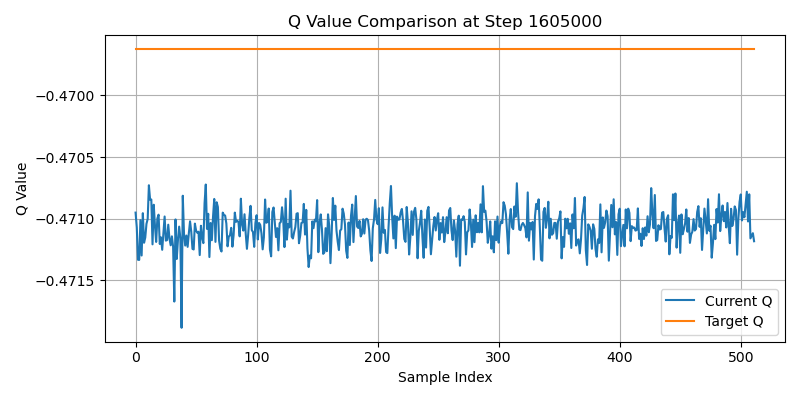 Q Value Comparison at Step 1605000
−0.4700
−0.4705
−0.4710
−0.4715
Q Value
0
100
200
300
400
500
Sample Index
Current Q
Target Q